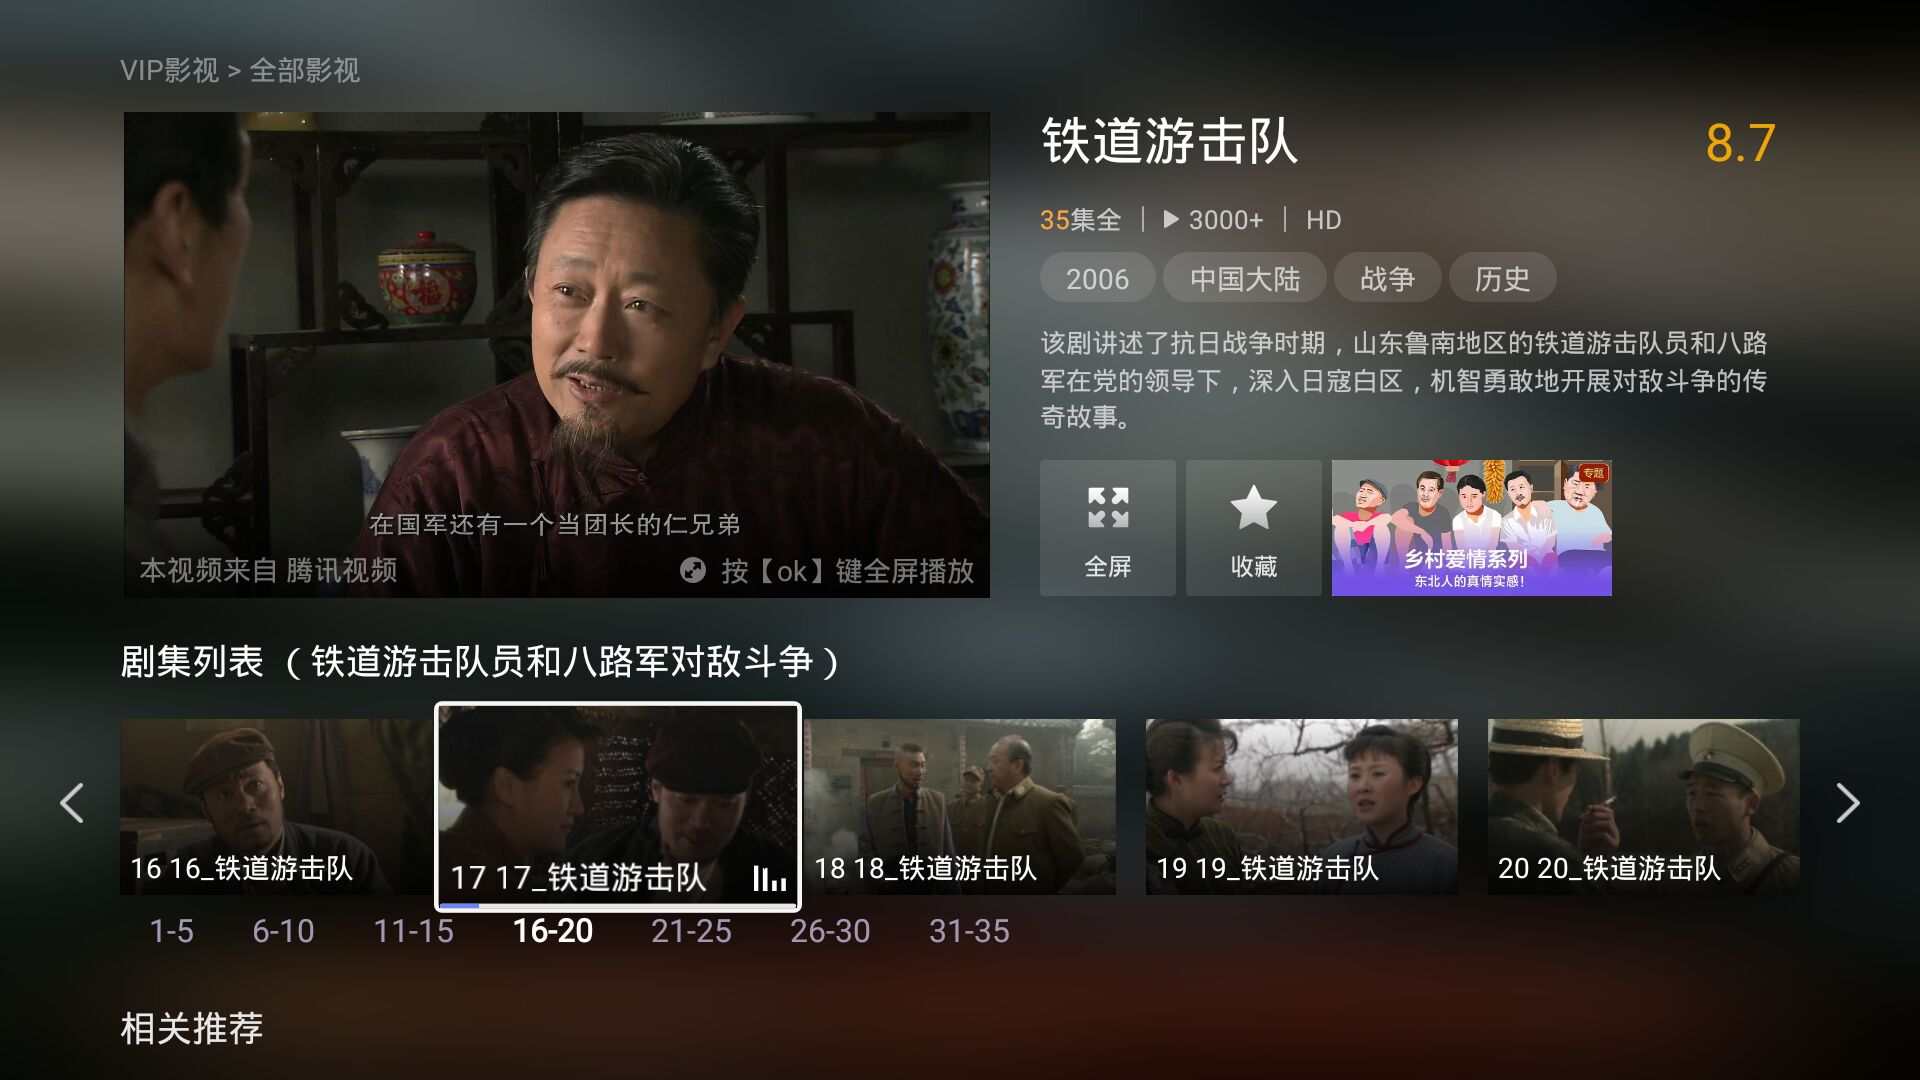 VIP影视 > 全部影视
铁道游击队
8.7
35集全 | 3000+ | HD
2006 中国大陆 战争 历史
该剧讲述了抗日战争时期，山东鲁南地区的铁道游击队员和八路
军在党的领导下，深入日寇白区，机智勇敢地开展对敌斗争的传
奇故事。
福
在国军还有一个当团长的仁兄弟
本视频来自 腾讯视频
按【ok】键全屏播放
全屏
收藏
专题
乡村爱情系列
东北人的真情实感！
剧集列表（铁道游击队员和八路军对敌斗争）
16 16_铁道游击队
17 17_铁道游击队
18 18_铁道游击队
19 19_铁道游击队
20 20_铁道游击队
1-5 6-10 11-15 16-20 21-25 26-30 31-35
相关推荐